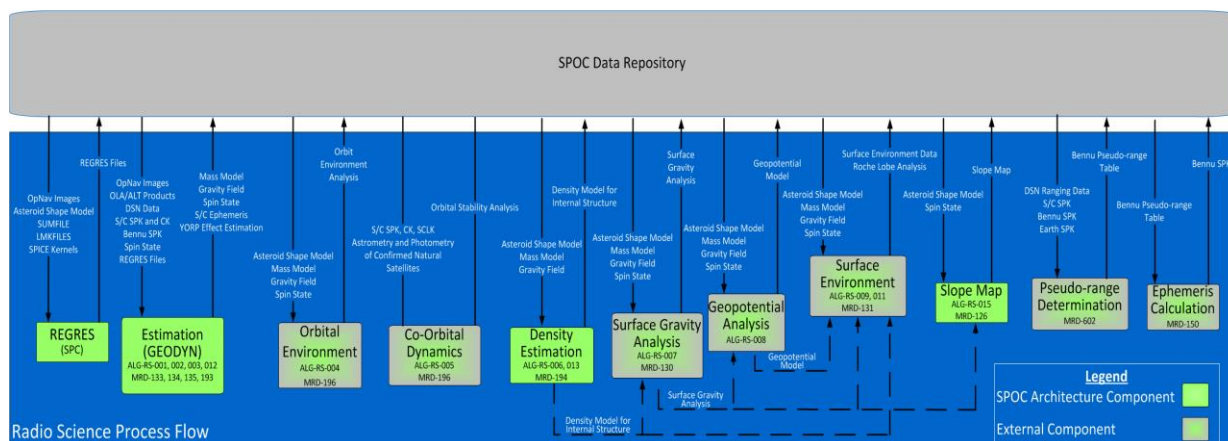 SPOC Data Repository
REGRES Files
OpNav Images
Asteroid Shape Model
SUMFILE
LMKFILES
SPICE Kernels
OpNav Images
OLA/ALT Products
DSN Data
S/C SPK and CK
Bennu SPK
Spin State
REGRES Files
Mass Model
Gravity Field
Spin State
S/C Ephemeris
YORP Effect Estimation
Asteroid Shape Model
Mass Model
Gravity Field
Spin State
Orbit
Environment
Analysis
S/C SPK, CK, SCLK
Astrometry and Photometry
of Confirmed Natural
Satellites
Orbital Stability Analysis
Asteroid Shape Model
Mass Model
Gravity Field
Density Model for
Internal Structure
Asteroid Shape Model
Mass Model
Gravity Field
Spin State
Surface
Gravity
Analysis
Asteroid Shape Model
Mass Model
Gravity Field
Spin State
Geopotential
Model
Asteroid Shape Model
Mass Model
Gravity Field
Spin State
Surface Environment Data
Roche Lobe Analysis
Asteroid Shape Model
Spin State
Slope Map
DSN Ranging Data
S/C SPK
Bennu SPK
Earth SPK
Bennu Pseudo-range
Table
Bennu Pseudo-range
Table
Bennu SPK
REGRES
(SPC)
Estimation
(GEODYN)
ALG-RS-001, 002, 003, 012
MRD-133, 134, 135, 193
Orbital
Environment
ALG-RS-004
MRD-196
Co-Orbital
Dynamics
ALG-RS-005
MRD-196
Density
Estimation
ALG-RS-006, 013
MRD-194
Surface Gravity
Analysis
ALG-RS-007
MRD-130
Geopotential
Analysis
ALG-RS-008
Surface
Environment
ALG-RS-009, 011
MRD-131
Slope Map
ALG-RS-015
MRD-126
Pseudo-range
Determination
MRD-602
Ephemeris
Calculation
MRD-150
Geopotential
Model
Surface Gravity
Analysis
Density Model for
Internal Structure
Radio Science Process Flow
Legend
SPOC Architecture Component
External Component